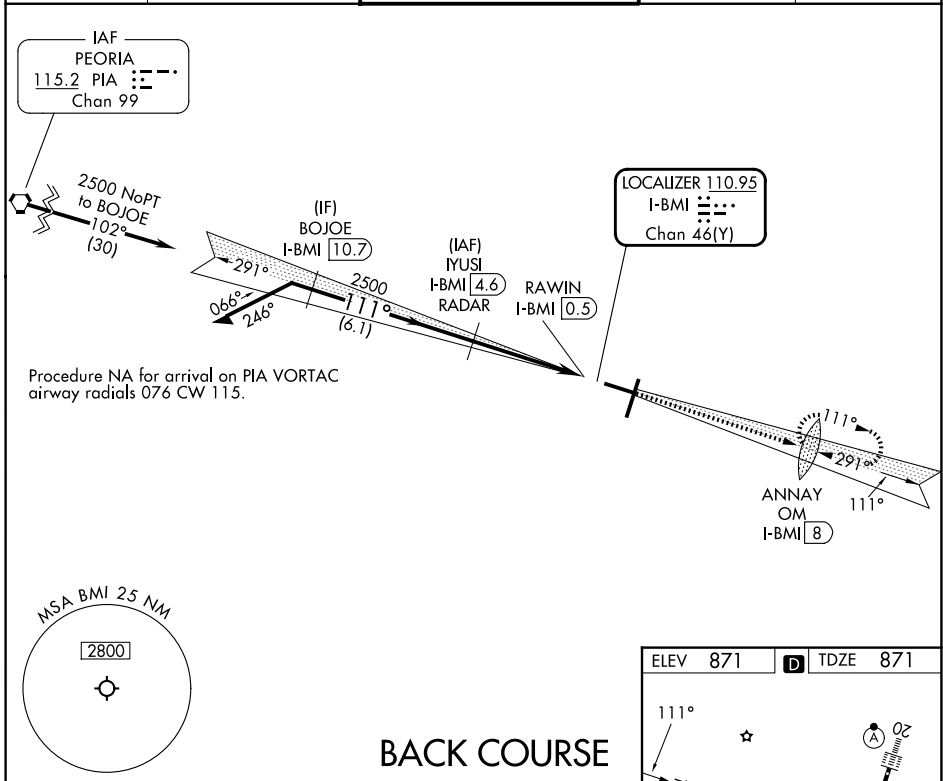 IAF
PEORIA
115.2 PIA
Chan 99
2500 NoPT
to BOJOE
102°
(30)
(IF)
BOJOE
I-BMI 10.7
291°
066°
246°
2500
111°
(6.1)
(IAF)
IYUSI
I-BMI 4.6
RADAR
RAWIN
I-BMI 0.5
LOCALIZER 110.95
I-BMI
Chan 46(Y)
Procedure NA for arrival on PIA VORTAC
airway radials 076 CW 115.
111°
291°
111°
ANNAY
OM
I-BMI 8
MSA BMI 25 NM
2800
ELEV 871 D TDZE 871
111°
A
20
BACK COURSE